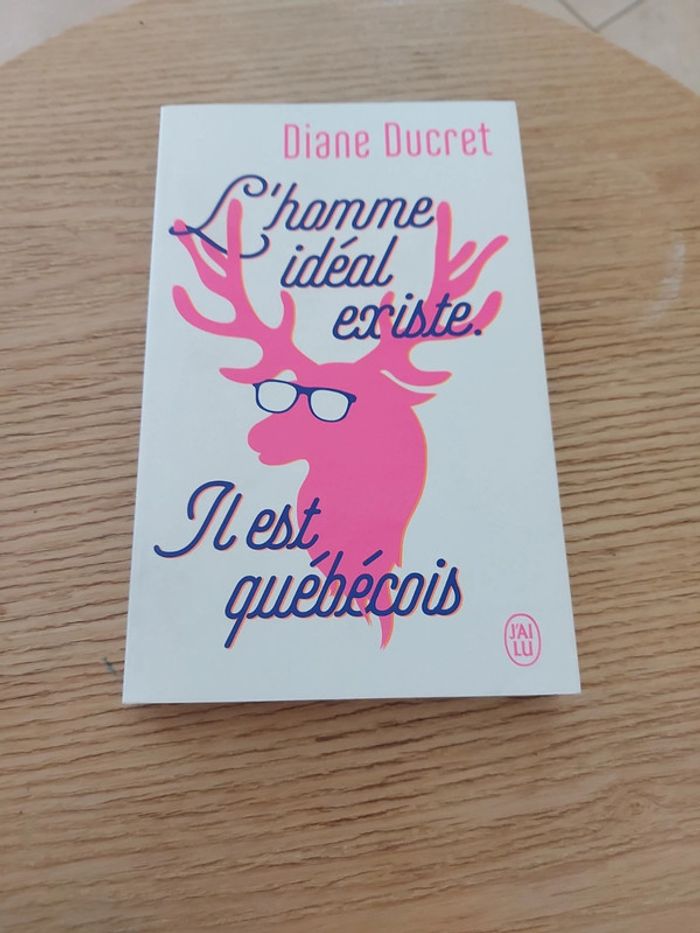 Diane Ducret
L'homme
idéal
existe.
Il est
québécois
J'AI
LU